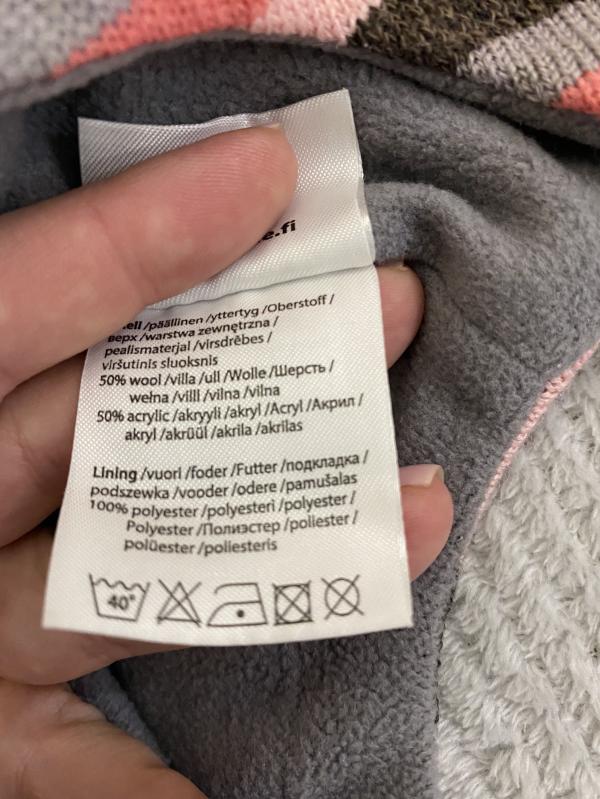 e.fi
/päällinen /yttertyg /Oberstoff /
верх /warstwa zewnętrzna /
pealismaterjal /virsdrēbes /
viršutinis sluoksnis
50% wool /villa /ull /Wolle /Шерсть /
wełna /villi /vilna /vilna
50% acrylic /akryyli /akryl /Acryl /Акрил /
akryl /akrüül /akrila /akrilas
Lining /vuori /foder /Futter /подкладка /
podszewka /vooder /odere /pamušalas
100% polyester /polyesteri /polyester /
Polyester /Полиэстер /poliester /
polüester /poliesteris
40°